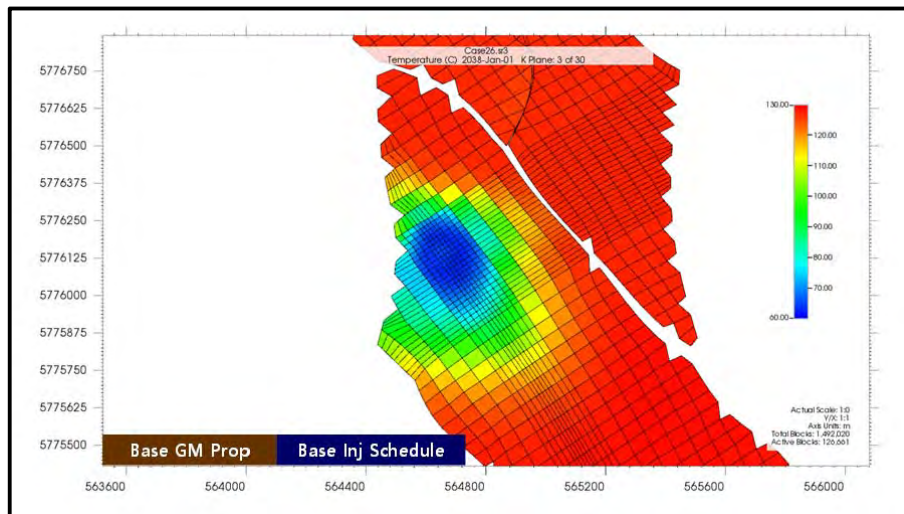 Case26.sr3
Temperature (C) 2038-Jan-01 K Plane: 3 of 30
5776750
5776625
5776500
5776375
5776250
5776125
5776000
5775875
5775750
5775625
5775500
130.00
120.00
110.00
100.00
90.00
80.00
70.00
60.00
Actual Scale: 1:0
Y/X: 1:1
Axis Units: m
Total Blocks: 1,492,020
Active Blocks: 126,661
Base GM Prop
Base Inj Schedule
563600
564000
564400
564800
565200
565600
566000